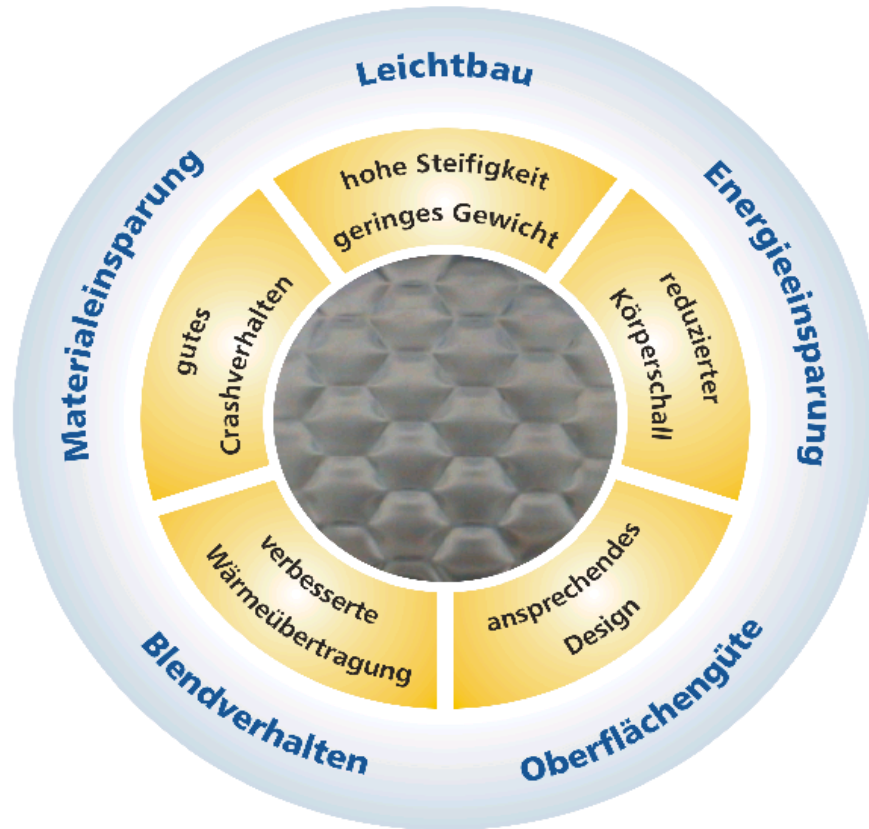 Leichtbau
Energieeinsparung
Oberflächengüte
Blendverhalten
Materialeinsparung
hohe Steifigkeit
geringes Gewicht
reduzierter
Körperschall
ansprechendes
Design
verbesserte
Wärmeübertragung
gutes
Crashverhalten